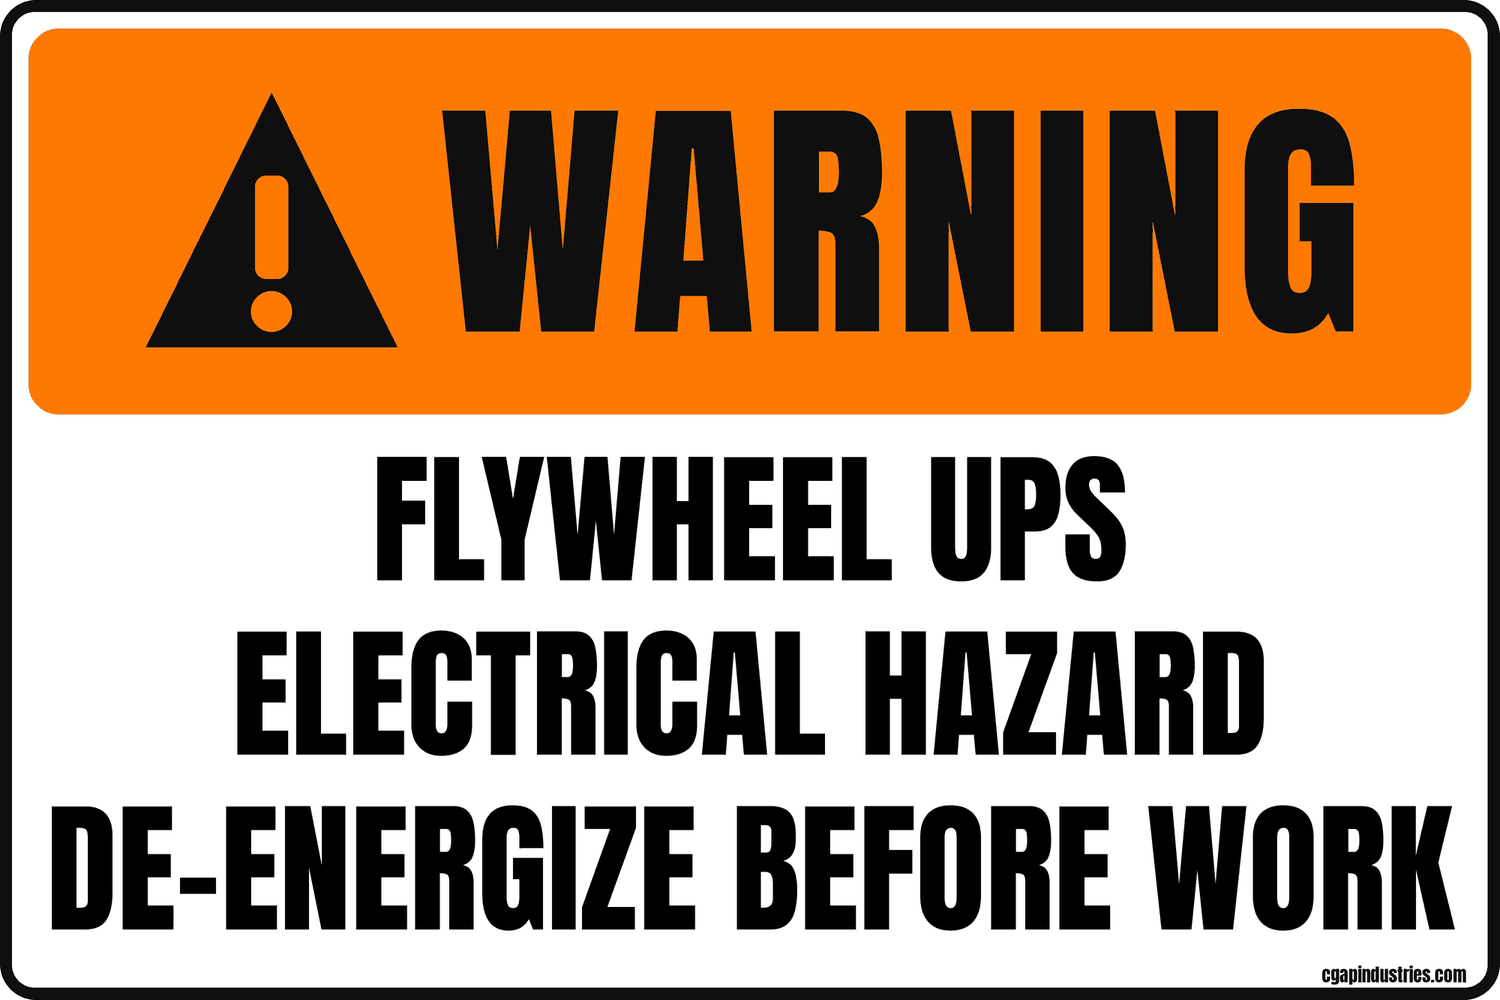 WARNING
FLYWHEEL UPS
ELECTRICAL HAZARD
DE-ENERGIZE BEFORE WORK
cgapindustries.com